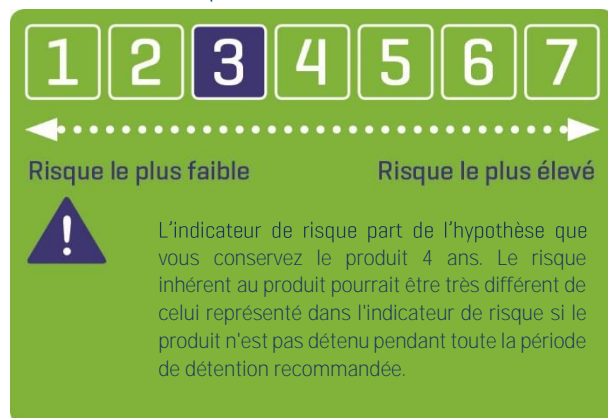 1 2 3 4 5 6 7
Risque le plus faible Risque le plus élevé
!
L'indicateur de risque part de l'hypothèse que
vous conservez le produit 4 ans. Le risque
inhérent au produit pourrait être très différent de
celui représenté dans l'indicateur de risque si le
produit n'est pas détenu pendant toute la période
de détention recommandée.